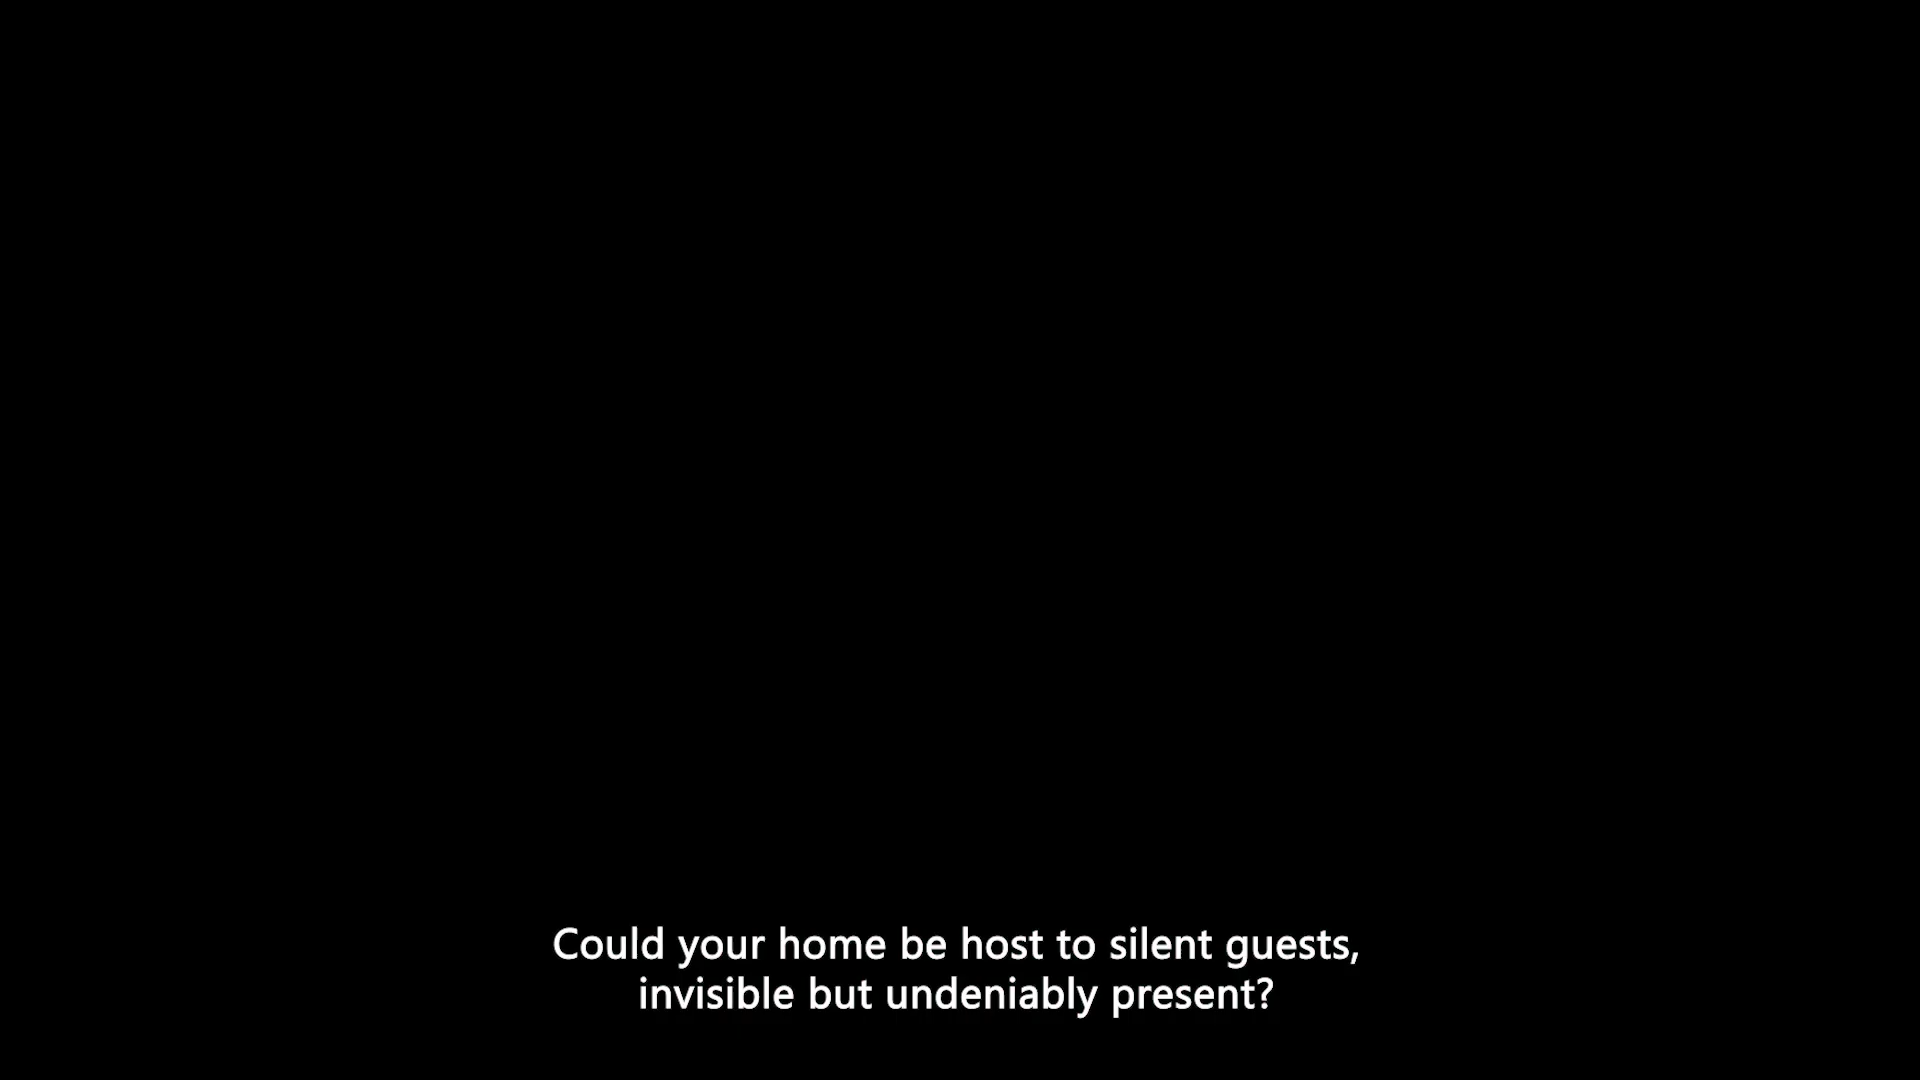 Could your home be host to silent guests,
invisible but undeniably present?